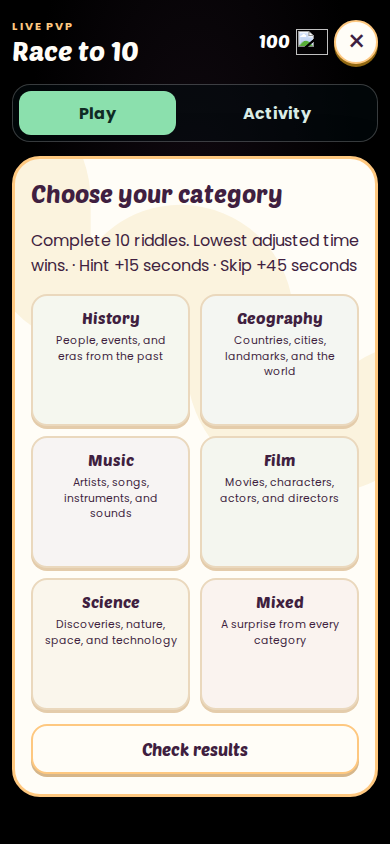 LIVE PVP
Race to 10
100
×
Play
Activity
Choose your category
Complete 10 riddles. Lowest adjusted time
wins. · Hint +15 seconds · Skip +45 seconds
History
People, events, and
eras from the past
Geography
Countries, cities,
landmarks, and the
world
Music
Artists, songs,
instruments, and
sounds
Film
Movies, characters,
actors, and directors
Science
Discoveries, nature,
space, and technology
Mixed
A surprise from every
category
Check results